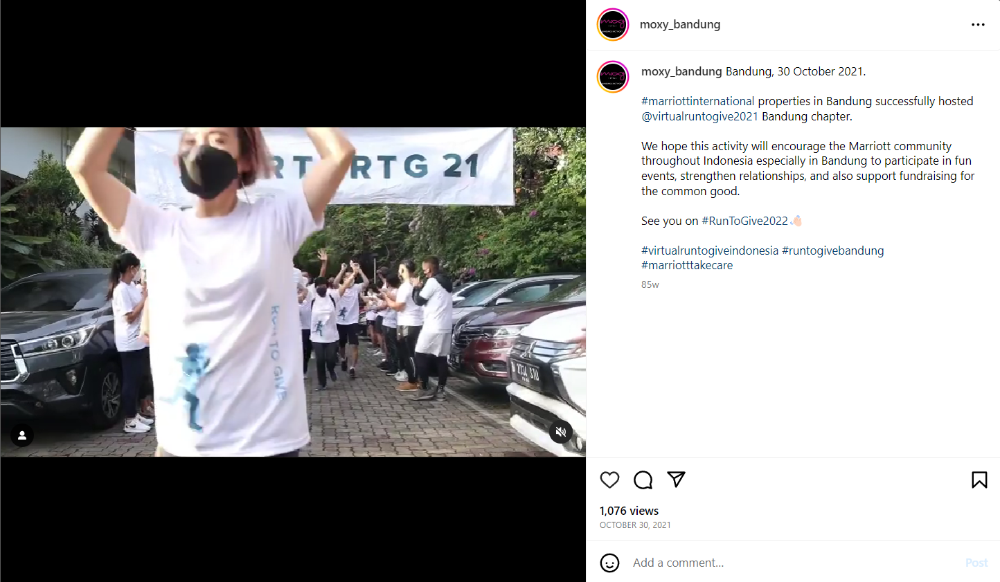 RT RTG 21
RUN TO GIVE
moxy_bandung
moxy_bandung Bandung, 30 October 2021.
#marriottinternational properties in Bandung successfully hosted
@virtualruntogive2021 Bandung chapter.
We hope this activity will encourage the Marriott community
throughout Indonesia especially in Bandung to participate in fun
events, strengthen relationships, and also support fundraising for
the common good.
See you on #RunToGive2022👏🏻
#virtualruntogiveindonesia #runtogivebandung
#marriotttakecare
85w
1,076 views
OCTOBER 30, 2021
Add a comment...
Post